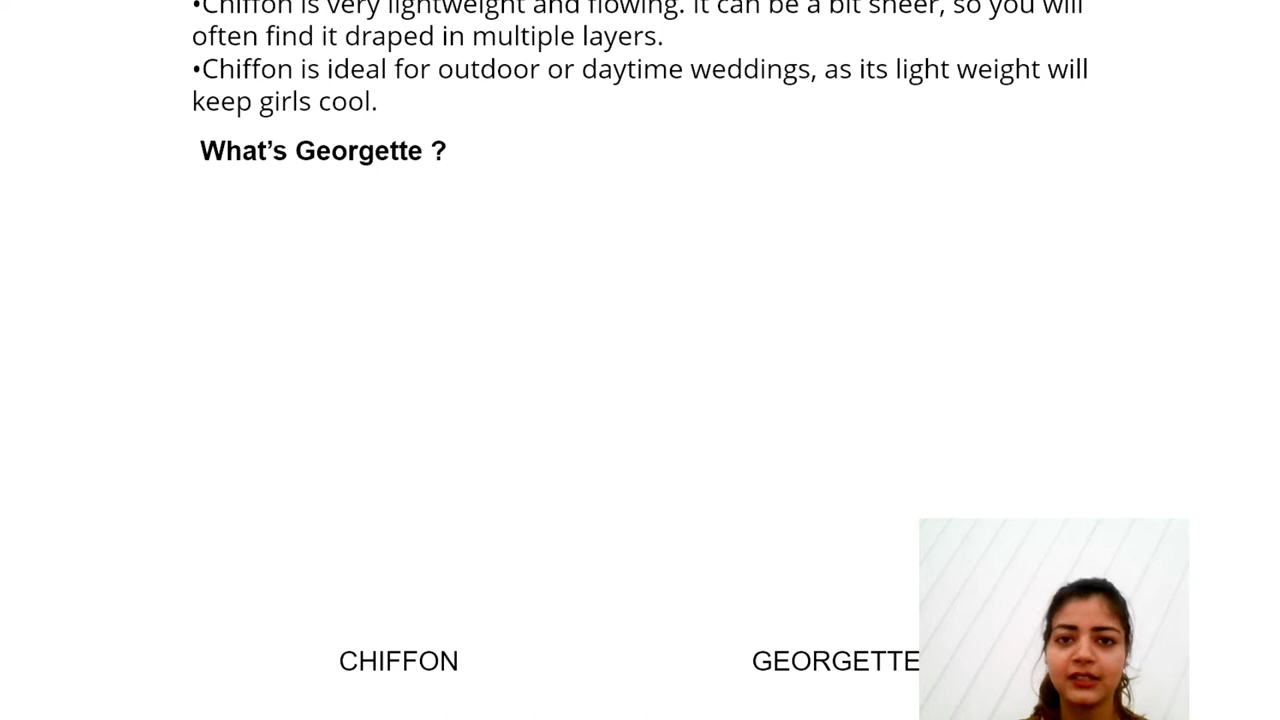 •Chiffon is very lightweight and flowing. It can be a bit sheer, so you will
often find it draped in multiple layers.
•Chiffon is ideal for outdoor or daytime weddings, as its light weight will
keep girls cool.
What’s Georgette ?
CHIFFON
GEORGETTE